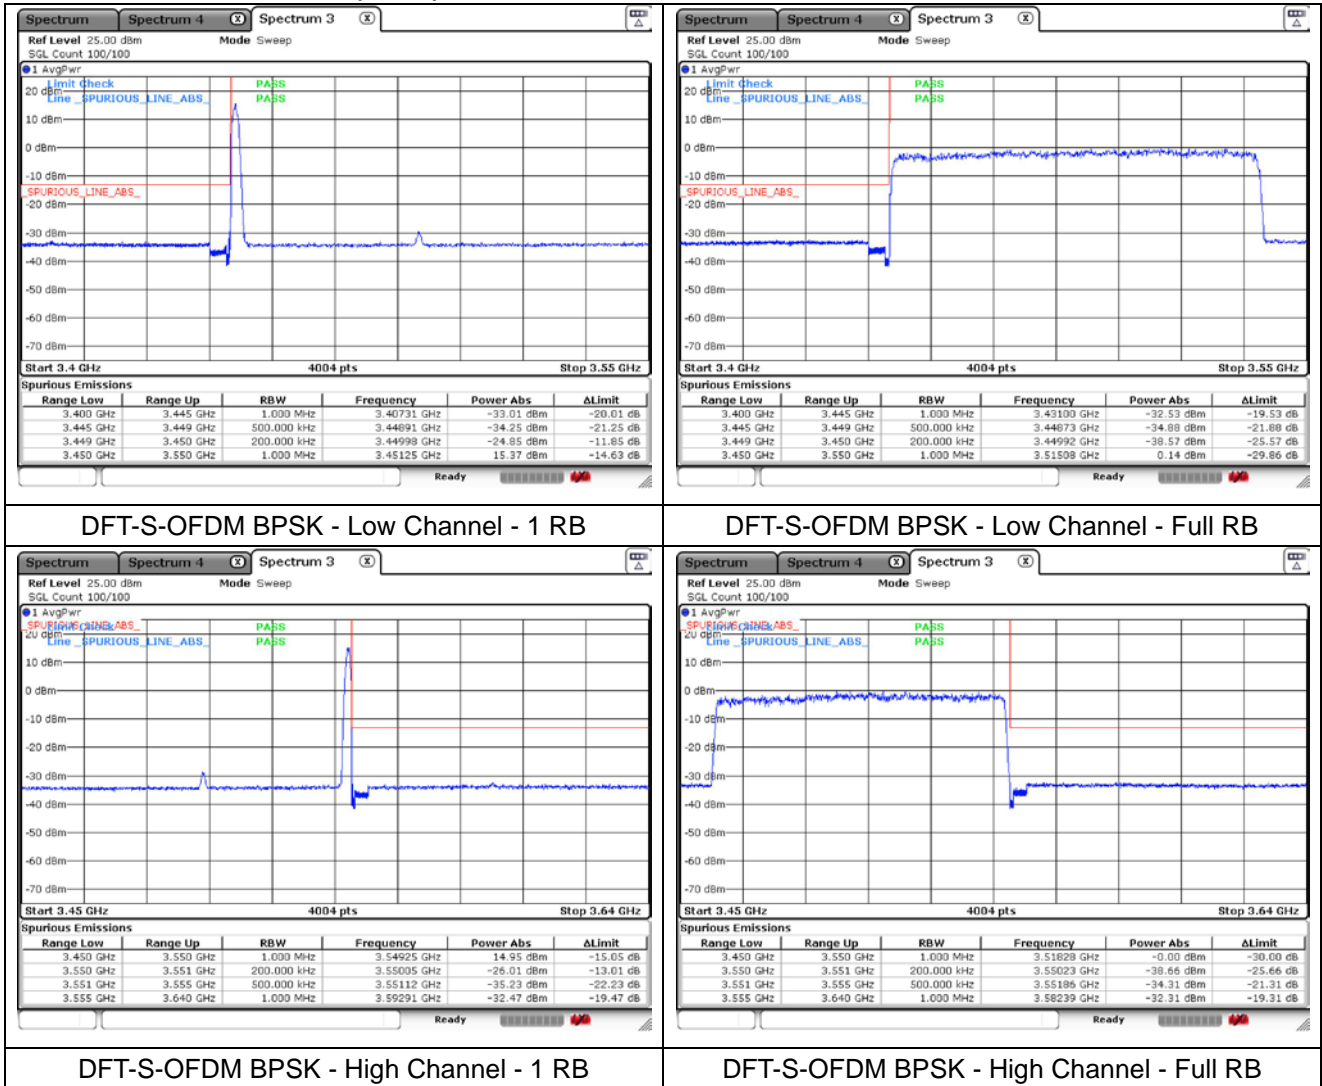 Spectrum Spectrum 4 Spectrum 3
Ref Level 25.00 dBm Mode Sweep
SGL Count 100/100
1 AvgPwr
Limit Check PASS
20 dBm
Line _SPURIOUS_LINE_ABS_ PASS
10 dBm
0 dBm
-10 dBm
_SPURIOUS_LINE_ABS_
-20 dBm
-30 dBm
-40 dBm
-50 dBm
-60 dBm
-70 dBm
Start 3.4 GHz 4004 pts Stop 3.55 GHz
Spurious Emissions
Range Low Range Up RBW Frequency Power Abs ΔLimit
3.400 GHz 3.445 GHz 1.000 MHz 3.40731 GHz -33.01 dBm -20.01 dB
3.445 GHz 3.449 GHz 500.000 kHz 3.44891 GHz -34.25 dBm -21.25 dB
3.449 GHz 3.450 GHz 200.000 kHz 3.44998 GHz -24.85 dBm -11.85 dB
3.450 GHz 3.550 GHz 1.000 MHz 3.45125 GHz 15.37 dBm -14.63 dB
Ready
DFT-S-OFDM BPSK - Low Channel - 1 RB
Spectrum Spectrum 4 Spectrum 3
Ref Level 25.00 dBm Mode Sweep
SGL Count 100/100
1 AvgPwr
Limit Check PASS
20 dBm
Line _SPURIOUS_LINE_ABS_ PASS
10 dBm
0 dBm
-10 dBm
_SPURIOUS_LINE_ABS_
-20 dBm
-30 dBm
-40 dBm
-50 dBm
-60 dBm
-70 dBm
Start 3.4 GHz 4004 pts Stop 3.55 GHz
Spurious Emissions
Range Low Range Up RBW Frequency Power Abs ΔLimit
3.400 GHz 3.445 GHz 1.000 MHz 3.43100 GHz -32.53 dBm -19.53 dB
3.445 GHz 3.449 GHz 500.000 kHz 3.44873 GHz -34.88 dBm -21.88 dB
3.449 GHz 3.450 GHz 200.000 kHz 3.44992 GHz -38.57 dBm -25.57 dB
3.450 GHz 3.550 GHz 1.000 MHz 3.51508 GHz 0.14 dBm -29.86 dB
Ready
DFT-S-OFDM BPSK - Low Channel - Full RB
Spectrum Spectrum 4 Spectrum 3
Ref Level 25.00 dBm Mode Sweep
SGL Count 100/100
1 AvgPwr
_SPURIOUS_LINE_ABS_
Limit Check PASS
20 dBm
Line _SPURIOUS_LINE_ABS_ PASS
10 dBm
0 dBm
-10 dBm
-20 dBm
-30 dBm
-40 dBm
-50 dBm
-60 dBm
-70 dBm
Start 3.45 GHz 4004 pts Stop 3.64 GHz
Spurious Emissions
Range Low Range Up RBW Frequency Power Abs ΔLimit
3.450 GHz 3.550 GHz 1.000 MHz 3.54925 GHz 14.95 dBm -15.05 dB
3.550 GHz 3.551 GHz 200.000 kHz 3.55005 GHz -26.01 dBm -13.01 dB
3.551 GHz 3.555 GHz 500.000 kHz 3.55112 GHz -35.23 dBm -22.23 dB
3.555 GHz 3.640 GHz 1.000 MHz 3.59291 GHz -32.47 dBm -19.47 dB
Ready
DFT-S-OFDM BPSK - High Channel - 1 RB
Spectrum Spectrum 4 Spectrum 3
Ref Level 25.00 dBm Mode Sweep
SGL Count 100/100
1 AvgPwr
_SPURIOUS_LINE_ABS_
Limit Check PASS
20 dBm
Line _SPURIOUS_LINE_ABS_ PASS
10 dBm
0 dBm
-10 dBm
-20 dBm
-30 dBm
-40 dBm
-50 dBm
-60 dBm
-70 dBm
Start 3.45 GHz 4004 pts Stop 3.64 GHz
Spurious Emissions
Range Low Range Up RBW Frequency Power Abs ΔLimit
3.450 GHz 3.550 GHz 1.000 MHz 3.51828 GHz -0.00 dBm -30.00 dB
3.550 GHz 3.551 GHz 200.000 kHz 3.55023 GHz -38.66 dBm -25.66 dB
3.551 GHz 3.555 GHz 500.000 kHz 3.55186 GHz -34.31 dBm -21.31 dB
3.555 GHz 3.640 GHz 1.000 MHz 3.58239 GHz -32.31 dBm -19.31 dB
Ready
DFT-S-OFDM BPSK - High Channel - Full RB